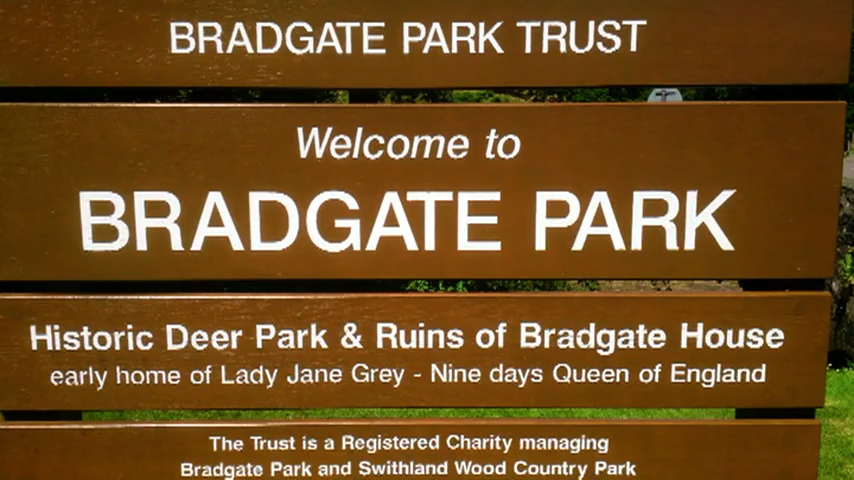 BRADGATE PARK TRUST
Welcome to
BRADGATE PARK
Historic Deer Park & Ruins of Bradgate House
early home of Lady Jane Grey - Nine days Queen of England
The Trust is a Registered Charity managing
Bradgate Park and Swithland Wood Country Park